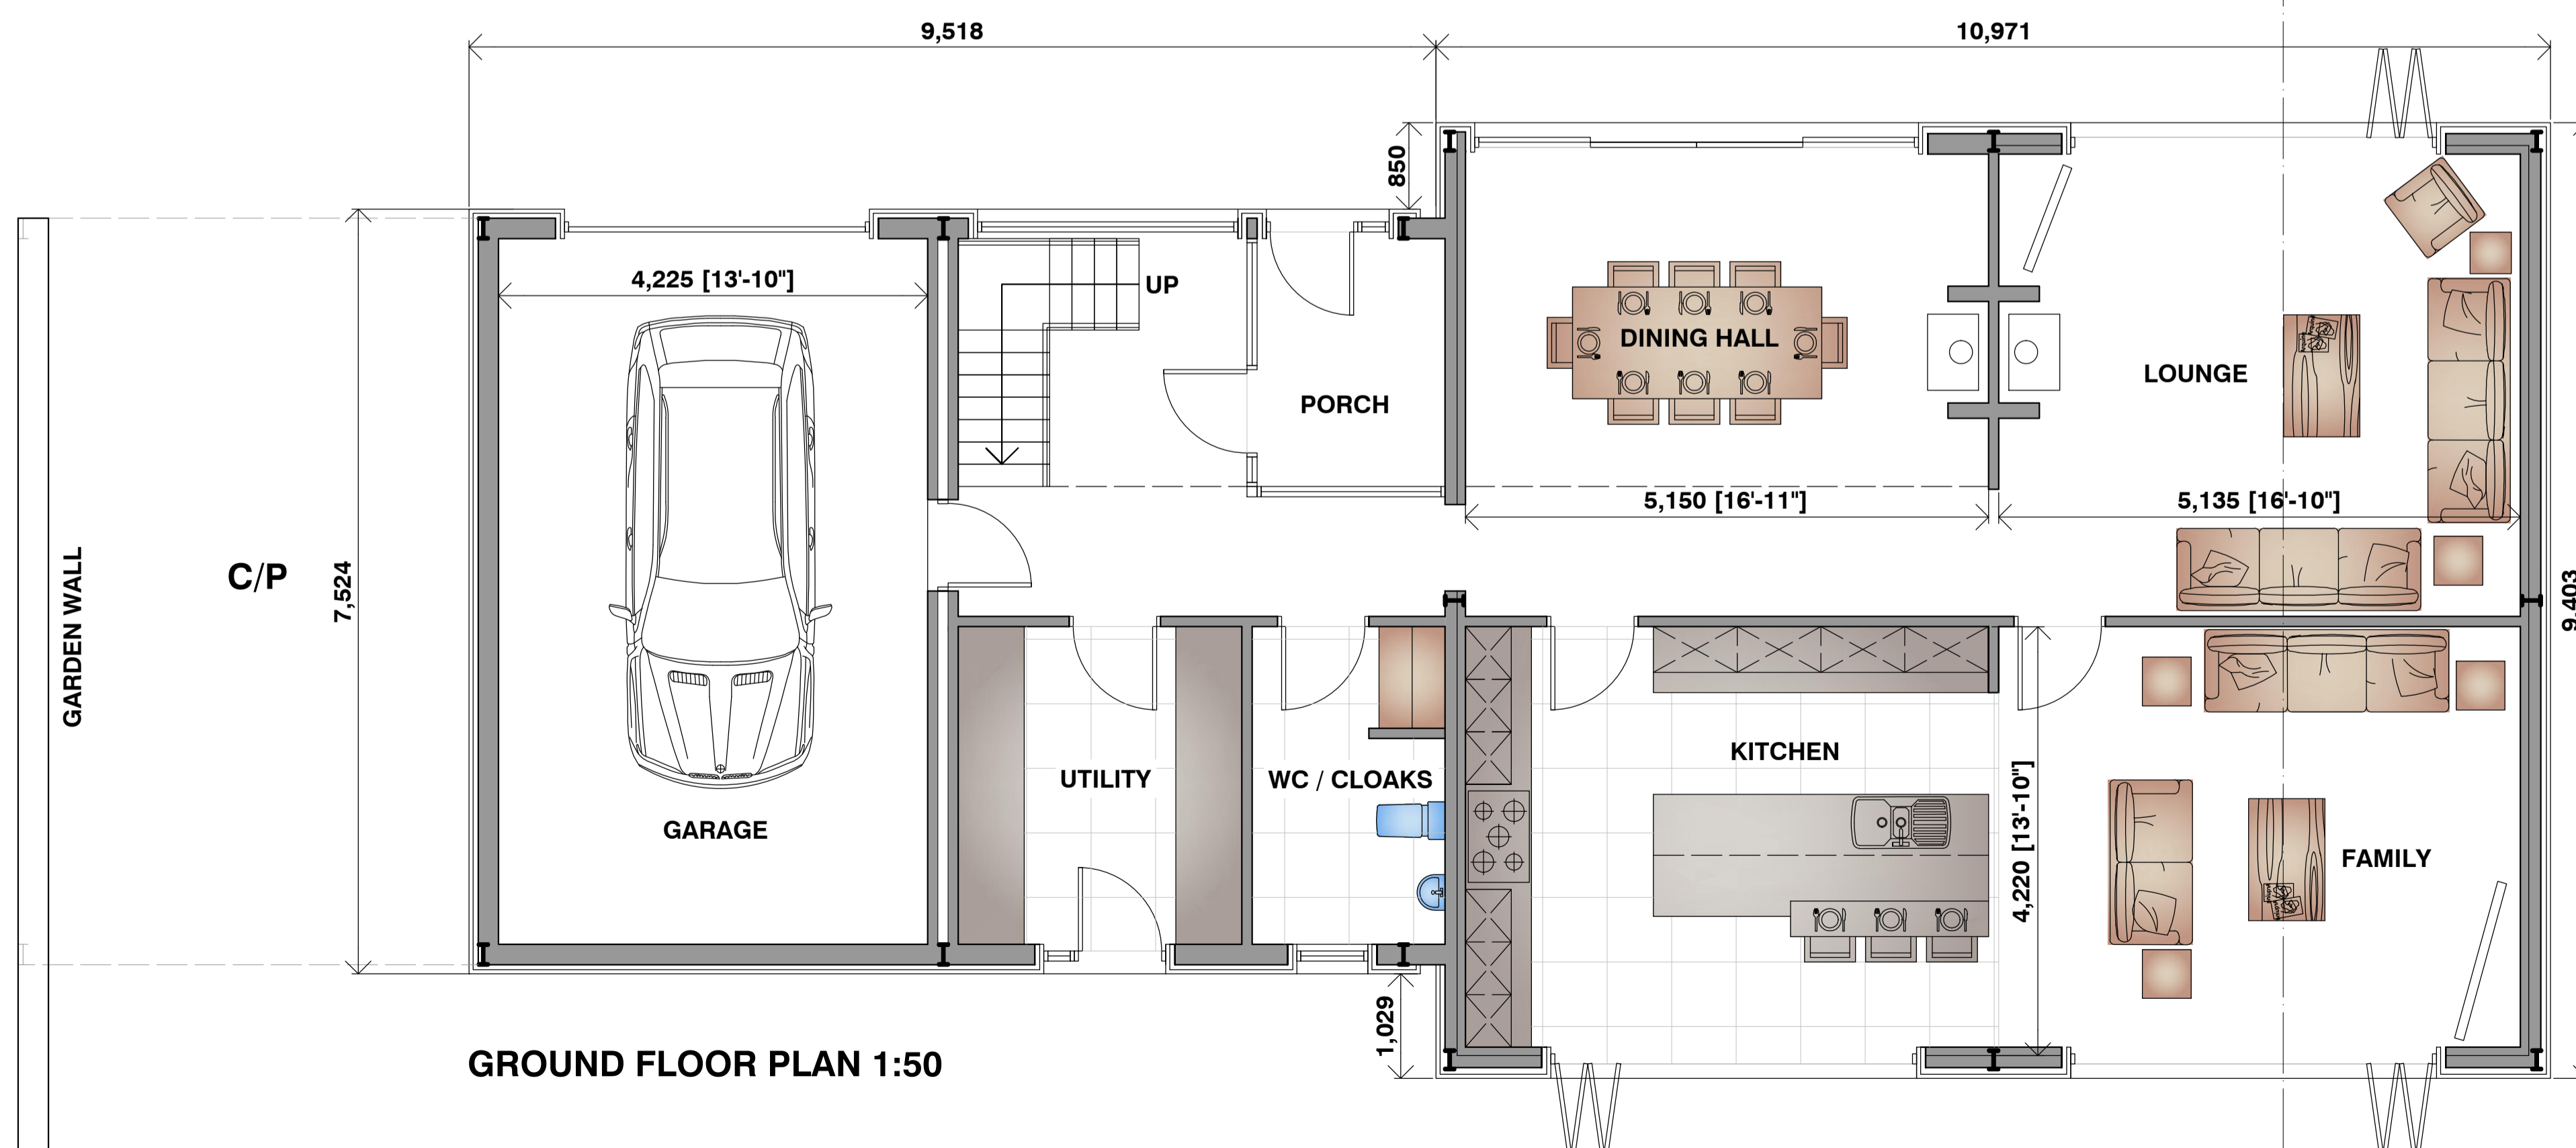 9,518
10,971
850
4,225 [13'-10"]
UP
DINING HALL
LOUNGE
PORCH
5,150 [16'-11"]
5,135 [16'-10"]
GARDEN WALL
C/P
7,524
9,403
KITCHEN
UTILITY
WC / CLOAKS
4,220 [13'-10"]
GARAGE
FAMILY
1,029
GROUND FLOOR PLAN 1:50